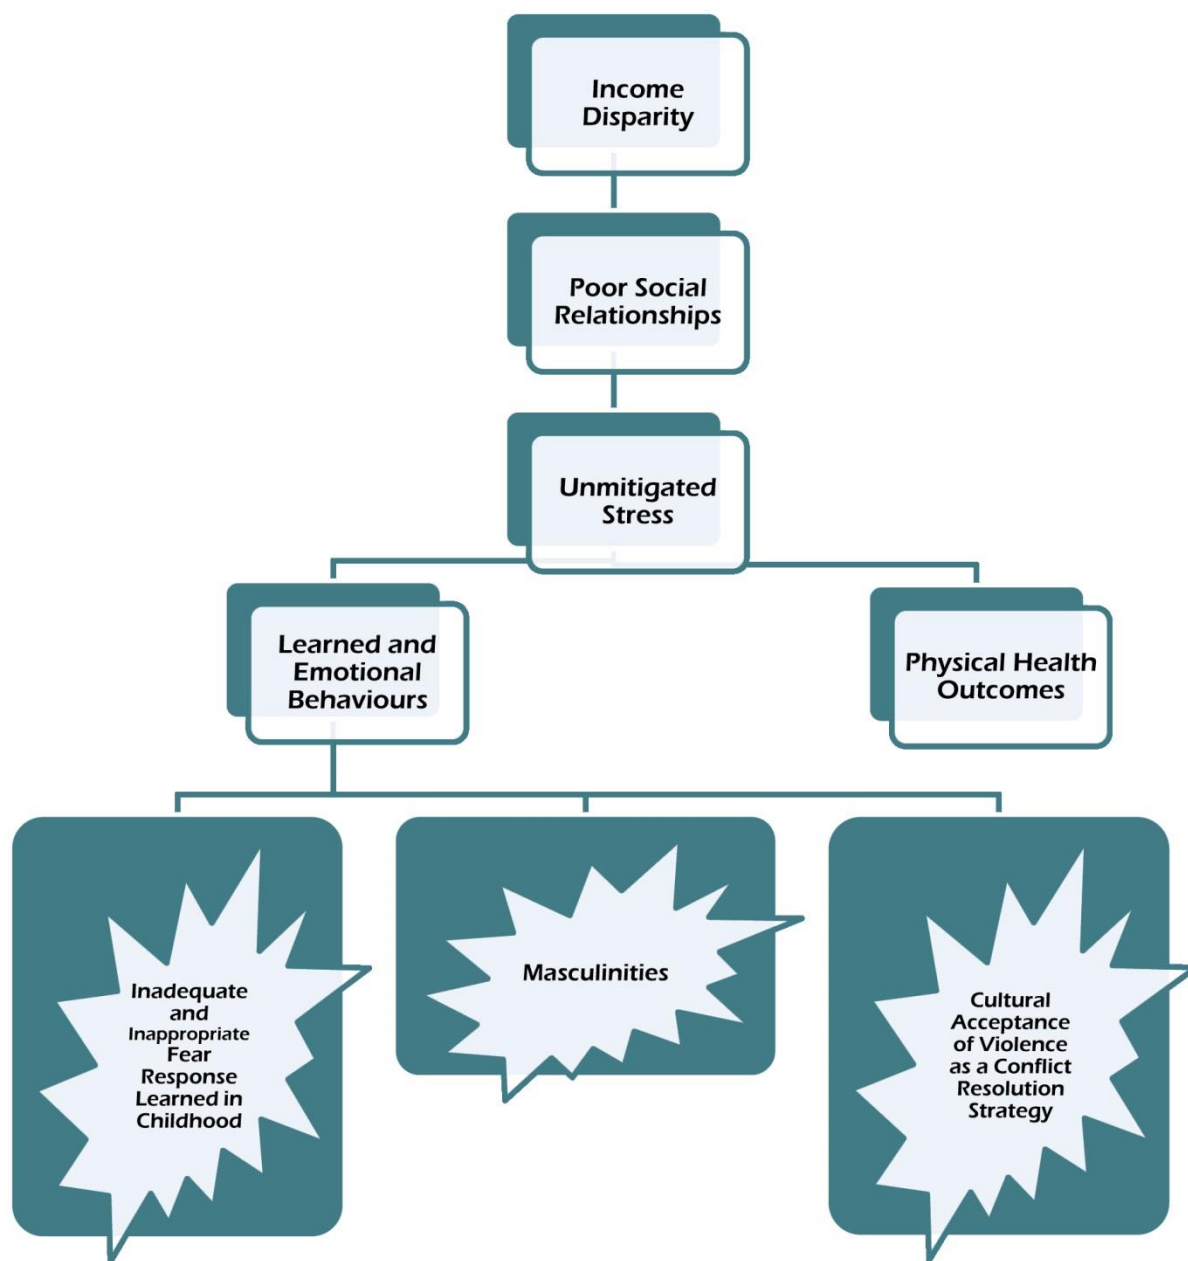 Income
Disparity
Poor Social
Relationships
Unmitigated
Stress
Learned and
Emotional
Behaviours
Physical Health
Outcomes
Inadequate
and
Inappropriate
Fear
Response
Learned in
Childhood
Masculinities
Cultural
Acceptance
of Violence
as a Conflict
Resolution
Strategy